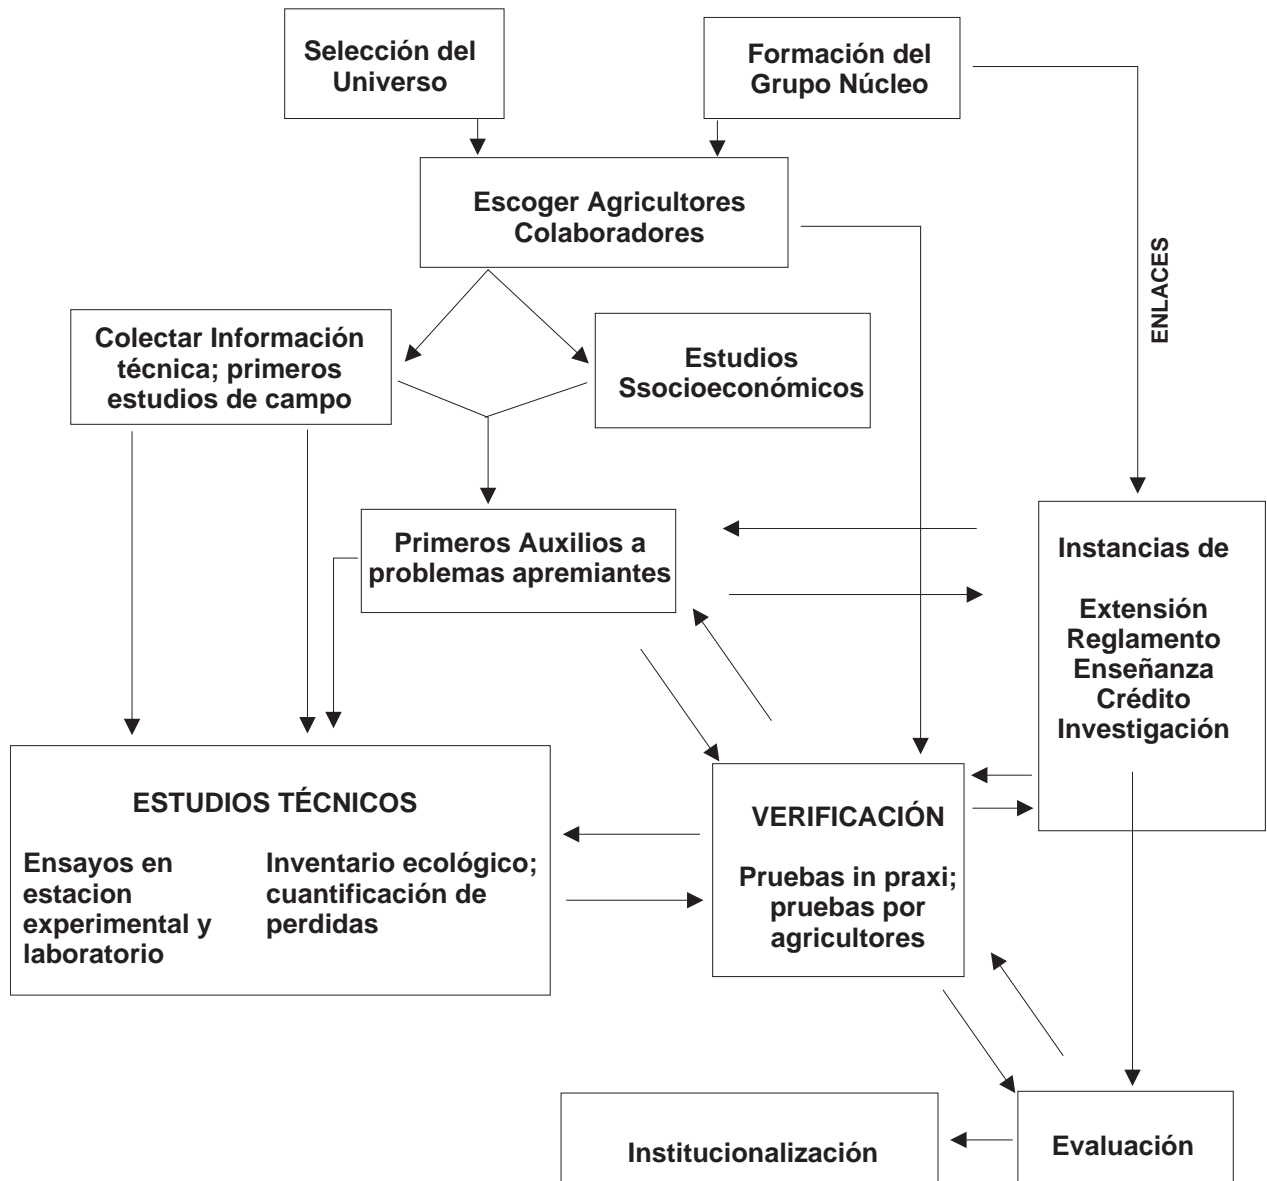 Selección del
Universo
Formación del
Grupo Núcleo
Escoger Agricultores
Colaboradores
ENLACES
Colectar Información
técnica; primeros
estudios de campo
Estudios
Ssocioeconómicos
Primeros Auxilios a
problemas apremiantes
Instancias de
Extensión
Reglamento
Enseñanza
Crédito
Investigación
ESTUDIOS TÉCNICOS
Ensayos en
estacion
experimental y
laboratorio
Inventario ecológico;
cuantificación de
perdidas
VERIFICACIÓN
Pruebas in praxi;
pruebas por
agricultores
Institucionalización
Evaluación